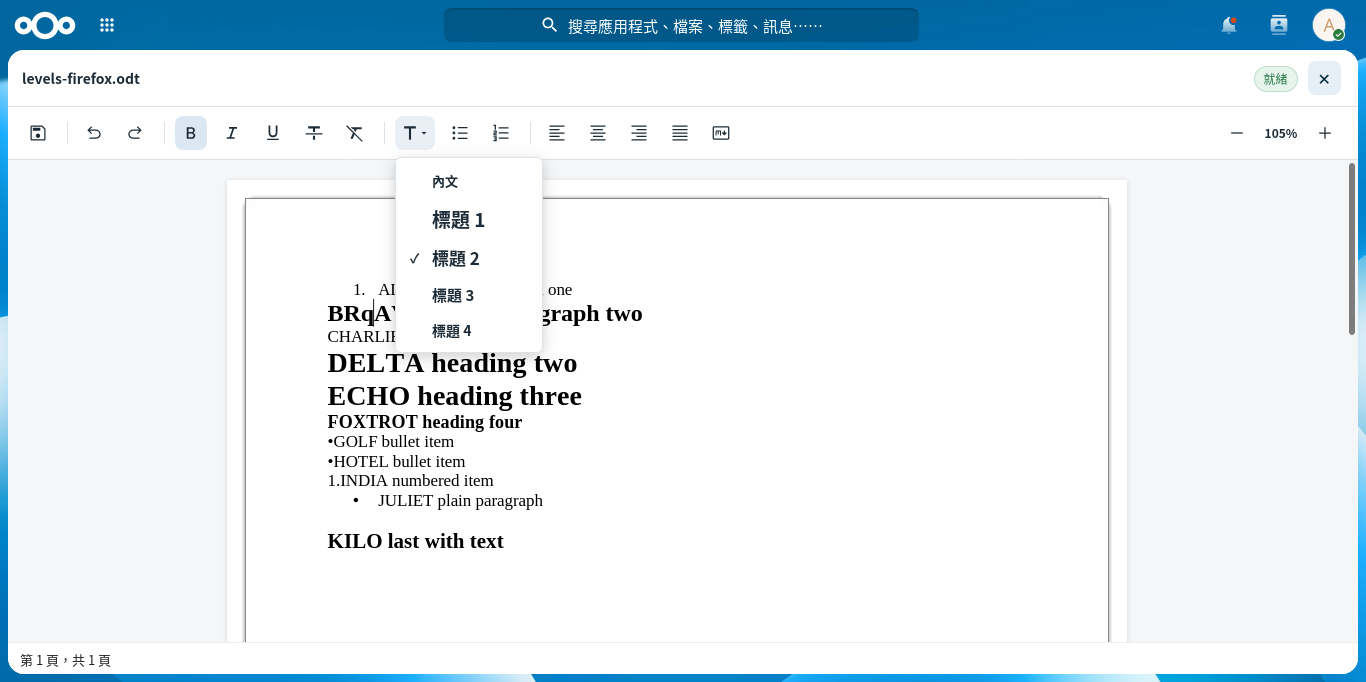 搜尋應用程式、檔案、標籤、訊息⋯⋯
A
levels-firefox.odt
就緒
B I U T T
105%
內文
標題 1
✓ 標題 2
標題 3
標題 4
1. one
BRqA graph two
CHARLIE
DELTA heading two
ECHO heading three
FOXTROT heading four
•GOLF bullet item
•HOTEL bullet item
1.INDIA numbered item
• JULIET plain paragraph
KILO last with text
第 1 頁，共 1 頁